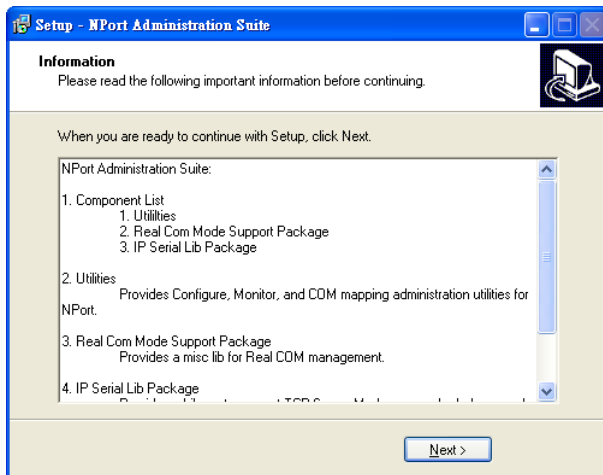 Setup - NPort Administration Suite
Information
Please read the following important information before continuing.
When you are ready to continue with Setup, click Next.
NPort Administration Suite:
1. Component List
1. Utililties
2. Real Com Mode Support Package
3. IP Serial Lib Package
2. Utilities
Provides Configure, Monitor, and COM mapping administration utilities for
NPort.
3. Real Com Mode Support Package
Provides a misc lib for Real COM management.
4. IP Serial Lib Package
Next >